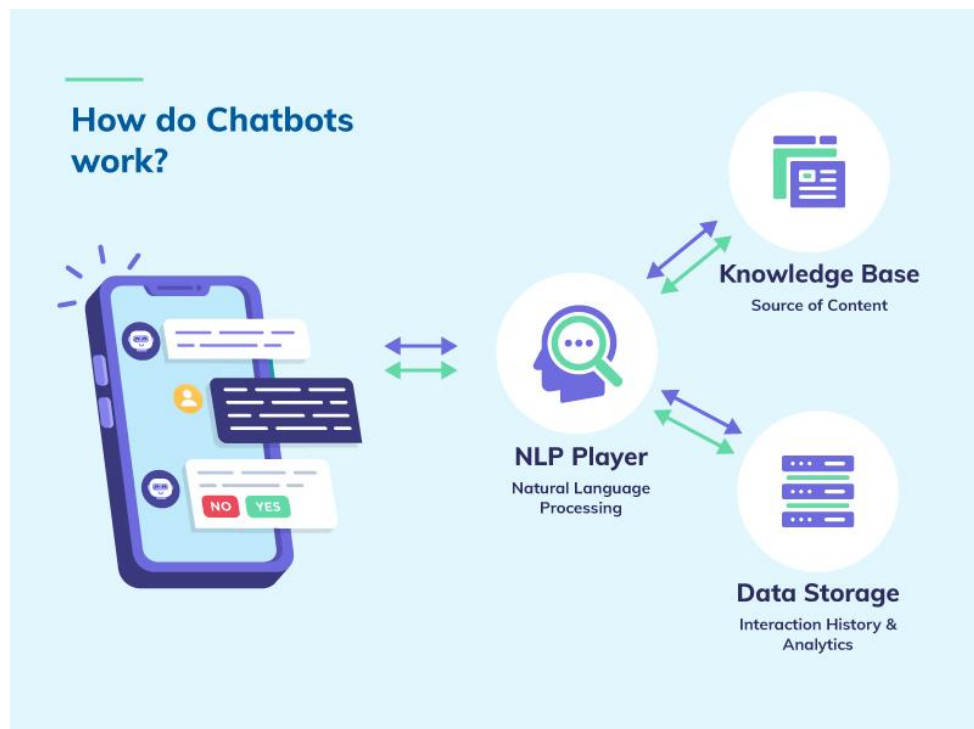 How do Chatbots
work?
NO YES
NLP Player
Natural Language
Processing
Knowledge Base
Source of Content
Data Storage
Interaction History &
Analytics